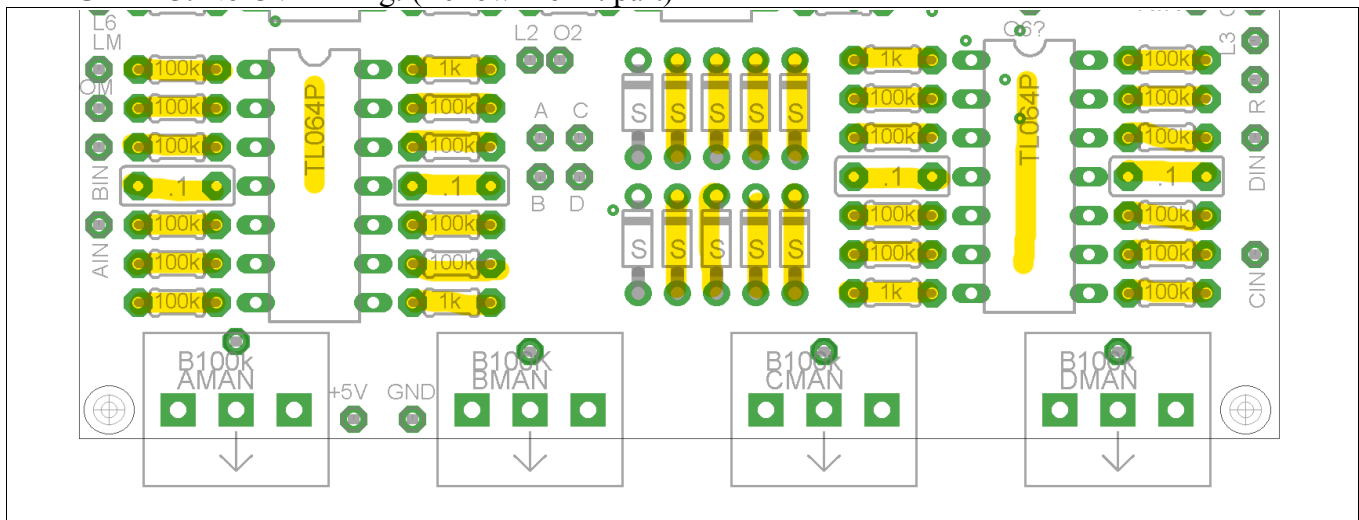 L6
LM
L2 O2
O6?
L3
100k
1k
1k
100k
OM
TL064P
TL064P
100k
100k
S S S S S
100k
100k
R
A C
100k
100k
100k
100k
BIN
.1
.1
.1
.1
DIN
B D
100k
100k
100k
100k
AIN
100k
100k
S S S S S
100k
100k
CIN
100k
1k
1k
100k
B100k
AMAN
+5V
GND
B100K
BMAN
B100K
CMAN
B100K
DMAN